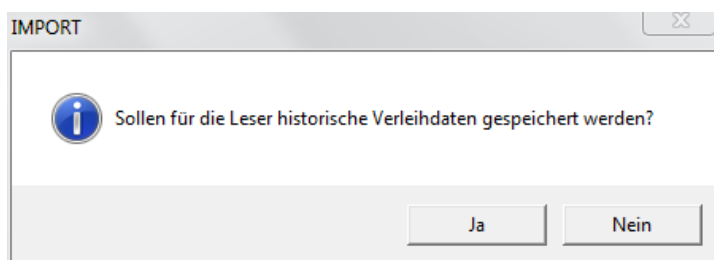 IMPORT
Sollen für die Leser historische Verleihdaten gespeichert werden?
Ja
Nein